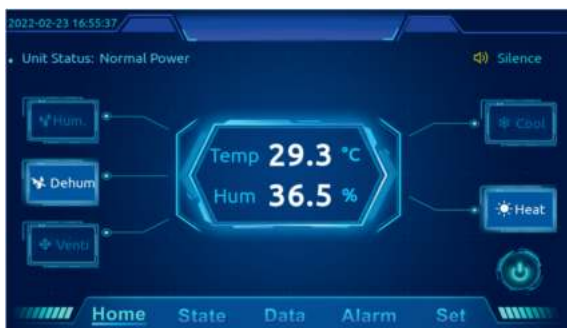 2022-02-23 16:55:37
Unit Status: Normal Power
Silence
Hum.
Cool
Temp 29.3 °C
Dehum
Hum 36.5 %
Heat
Venti
Home State Data Alarm Set